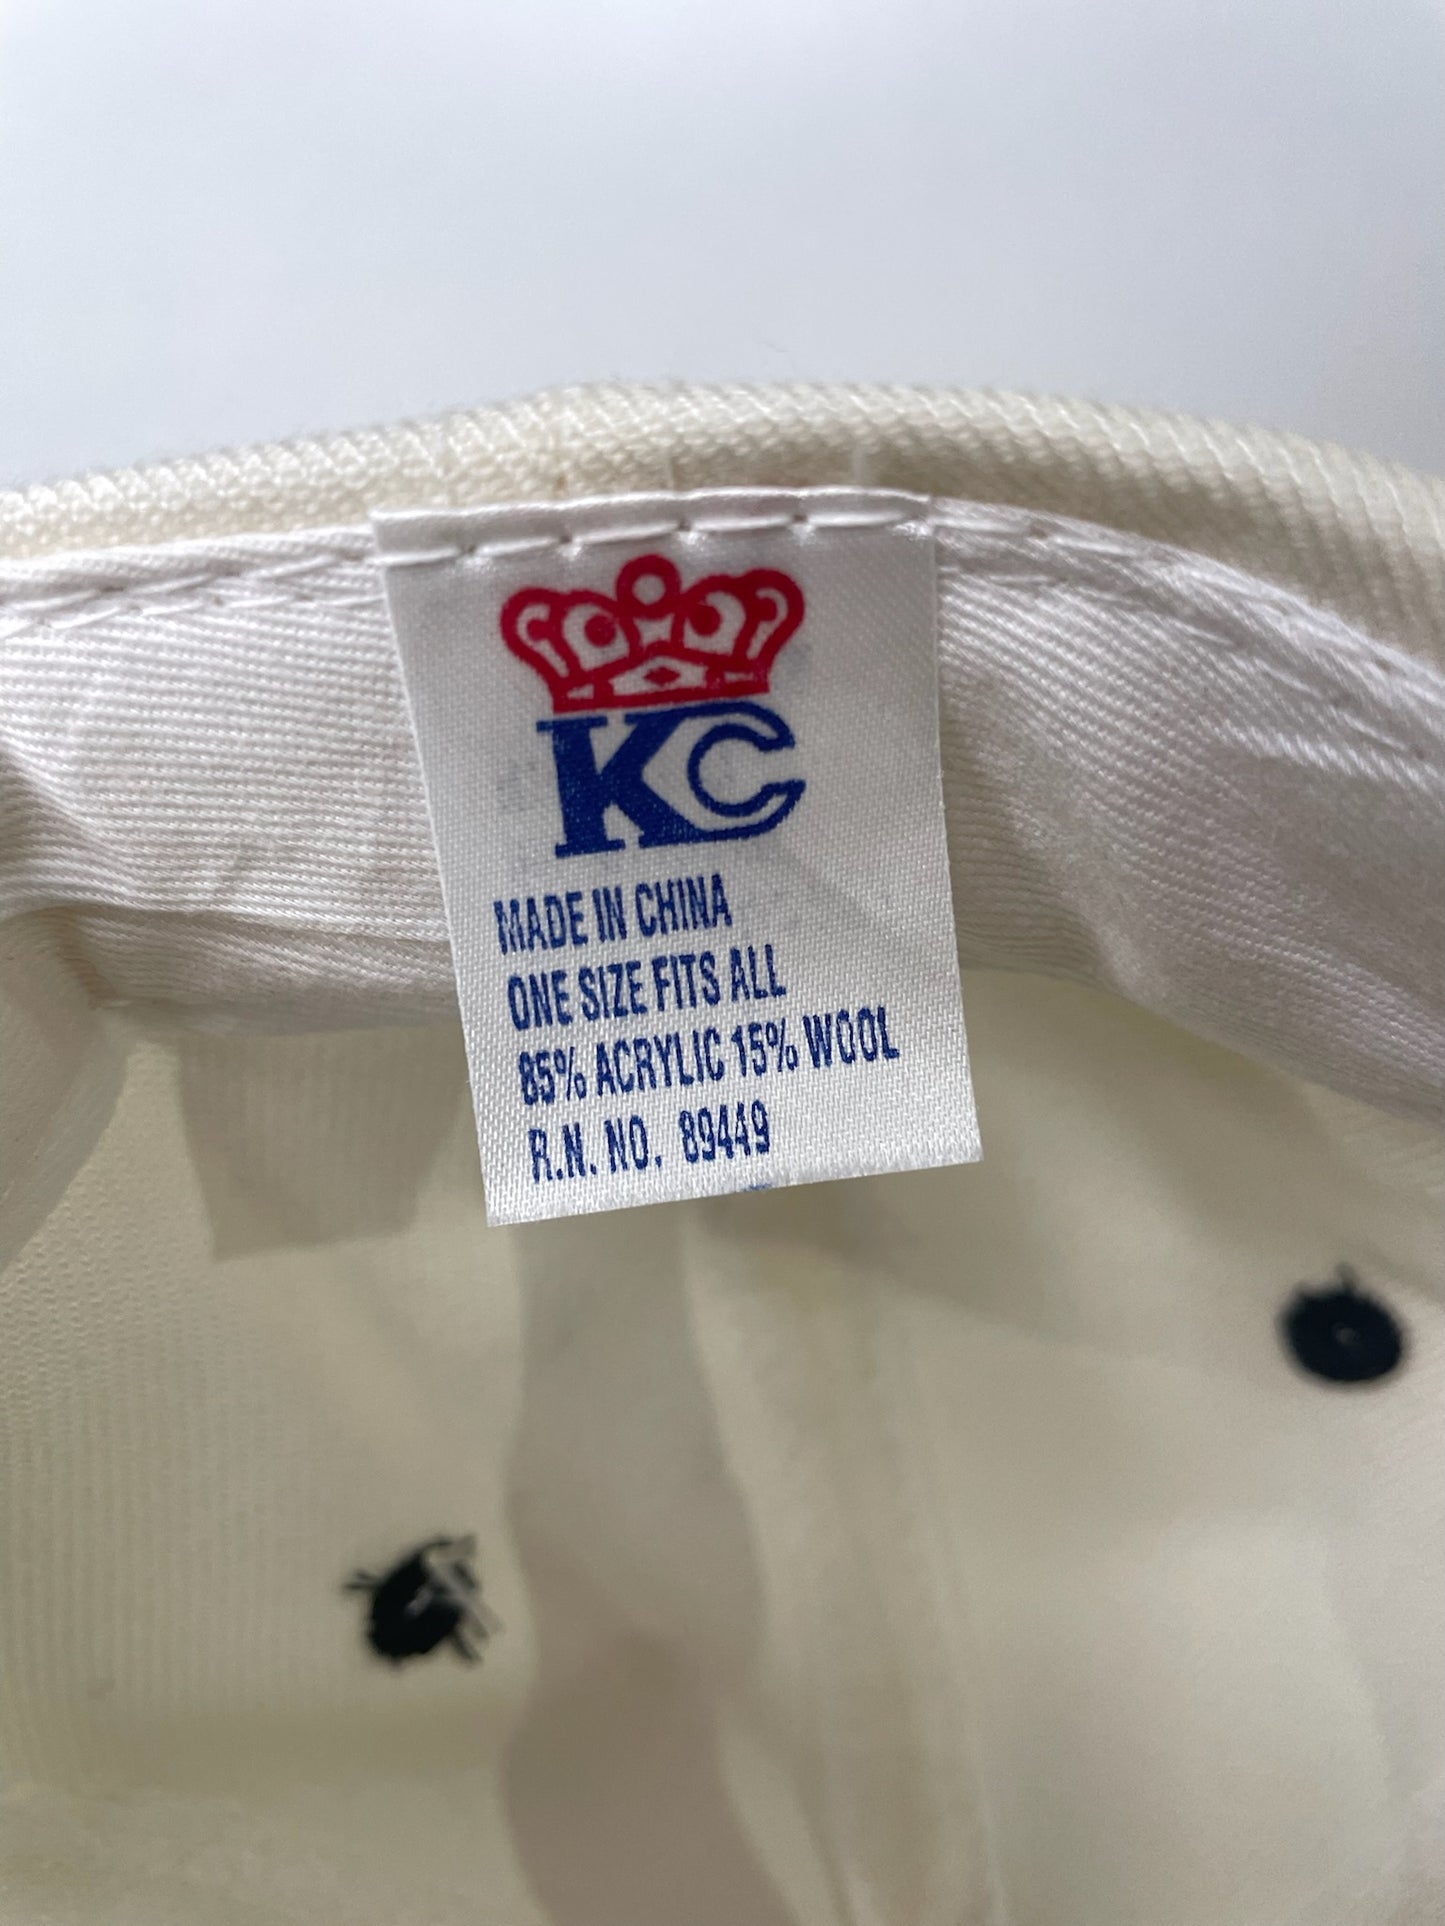 KC
MADE IN CHINA
ONE SIZE FITS ALL
85% ACRYLIC 15% WOOL
R.N. NO. 89449